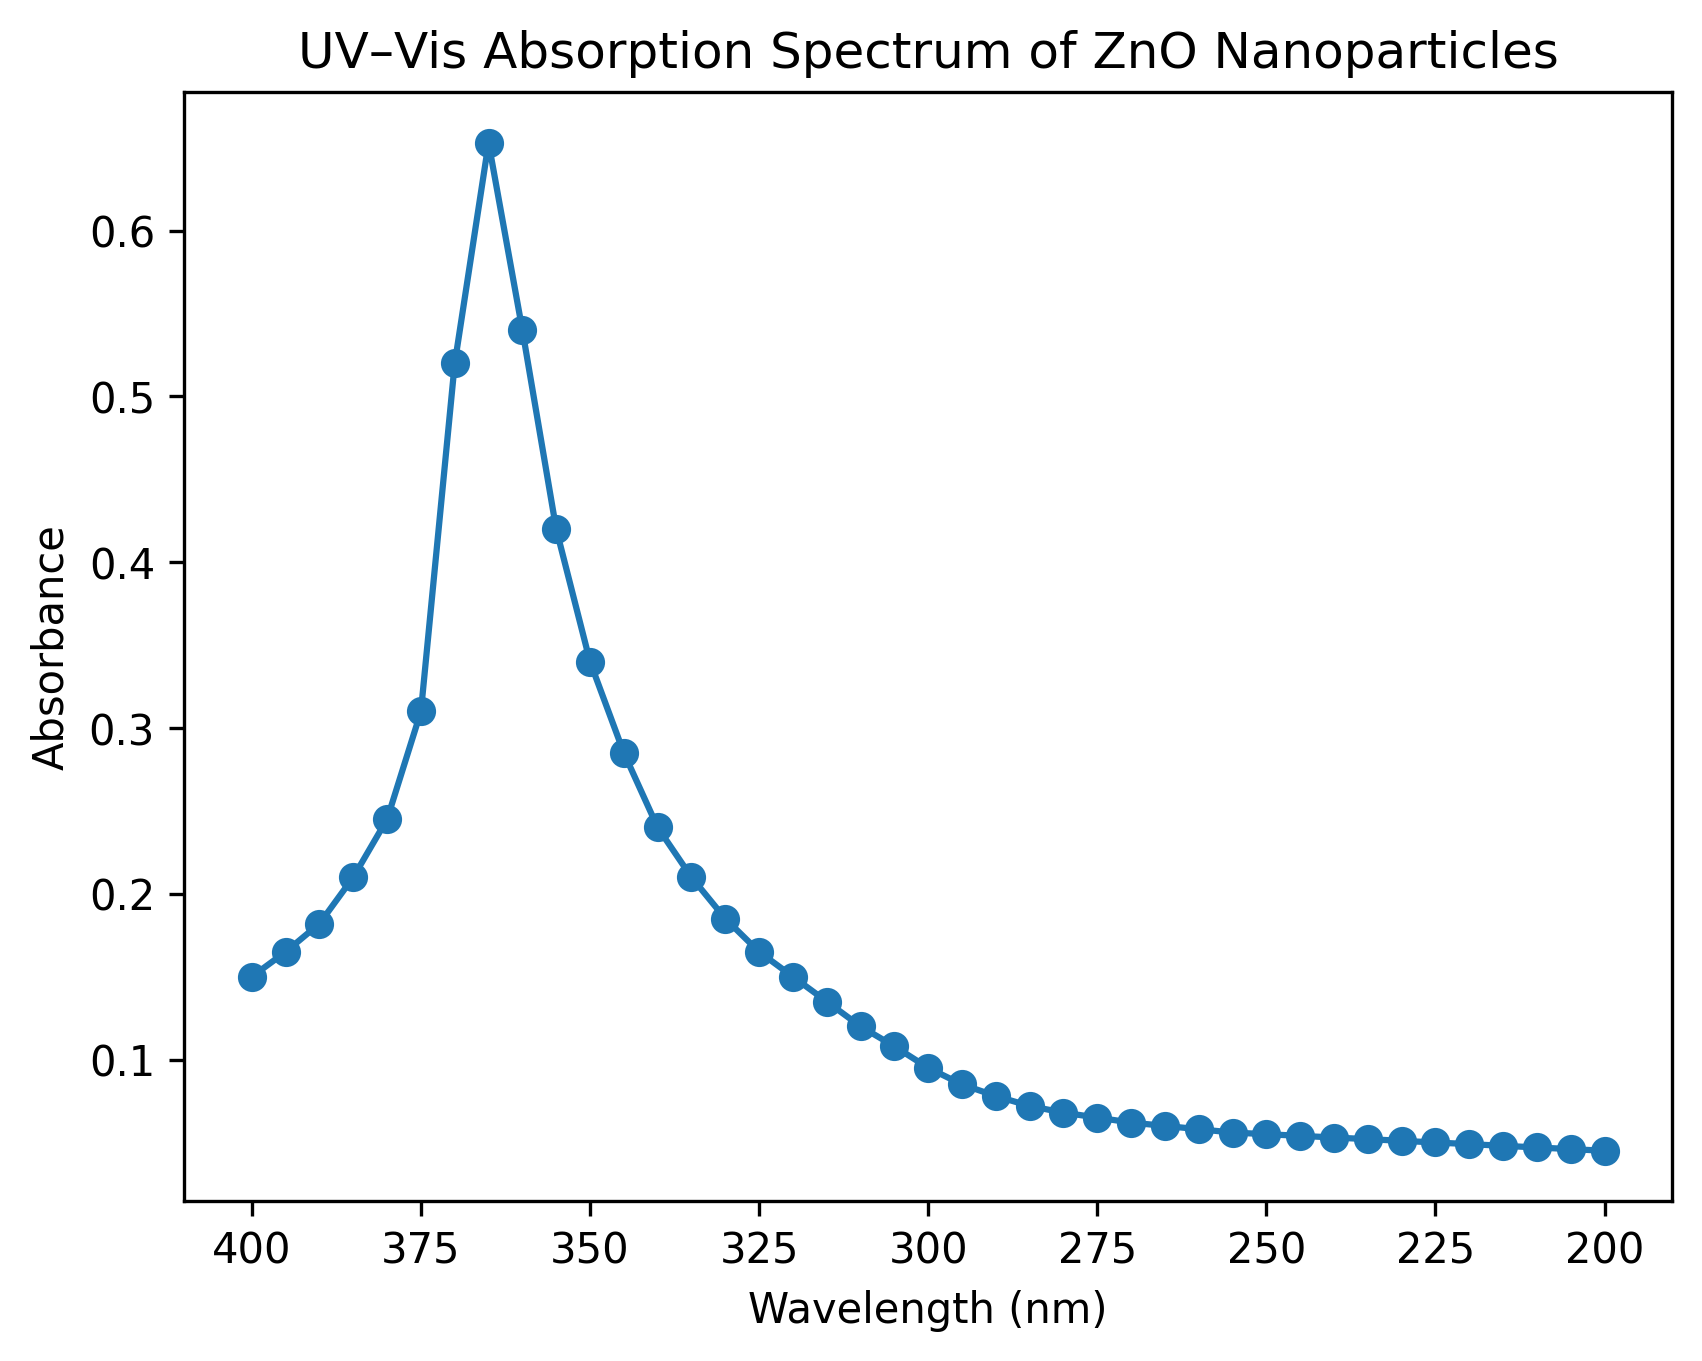 UV–Vis Absorption Spectrum of ZnO Nanoparticles
Absorbance
0.6
0.5
0.4
0.3
0.2
0.1
400 375 350 325 300 275 250 225 200
Wavelength (nm)